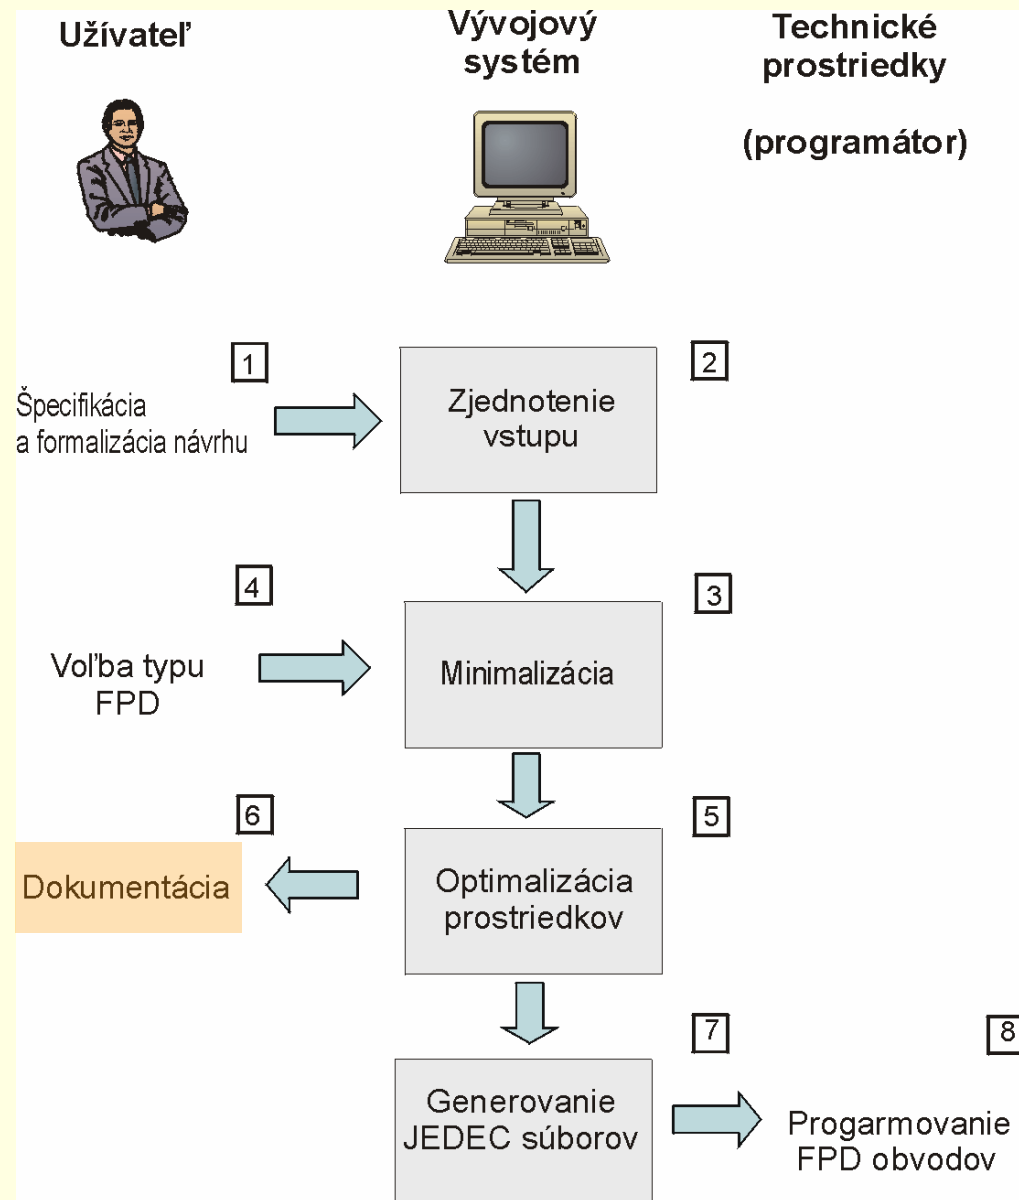 Užívateľ
Vývojový
systém
Technické
prostriedky
(programátor)
1
Špecifikácia
a formalizácia návrhu
Zjednotenie
vstupu
2
4
Voľba typu
FPD
Minimalizácia
3
6
Dokumentácia
Optimalizácia
prostriedkov
5
Generovanie
JEDEC súborov
7
8
Progarmovanie
FPD obvodov